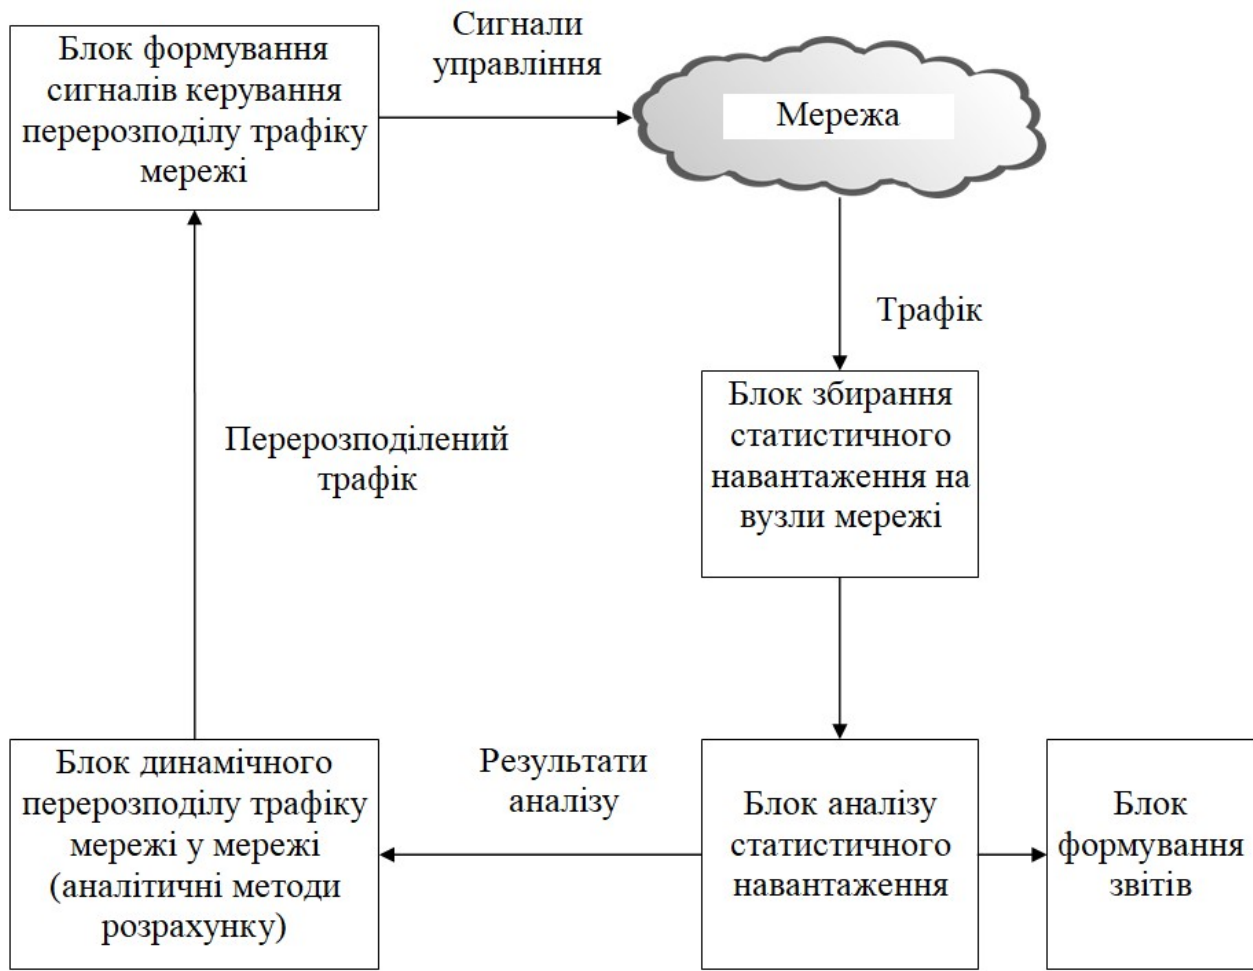 Блок формування
сигналів керування
перерозподілу трафіку
мережі
Сигнали
управління
Мережа
Трафік
Блок збирання
статистичного
навантаження на
вузли мережі
Перерозподілений
трафік
Блок динамічного
перерозподілу трафіку
мережі у мережі
(аналітичні методи
розрахунку)
Результати
аналізу
Блок аналізу
статистичного
навантаження
Блок
формування
звітів